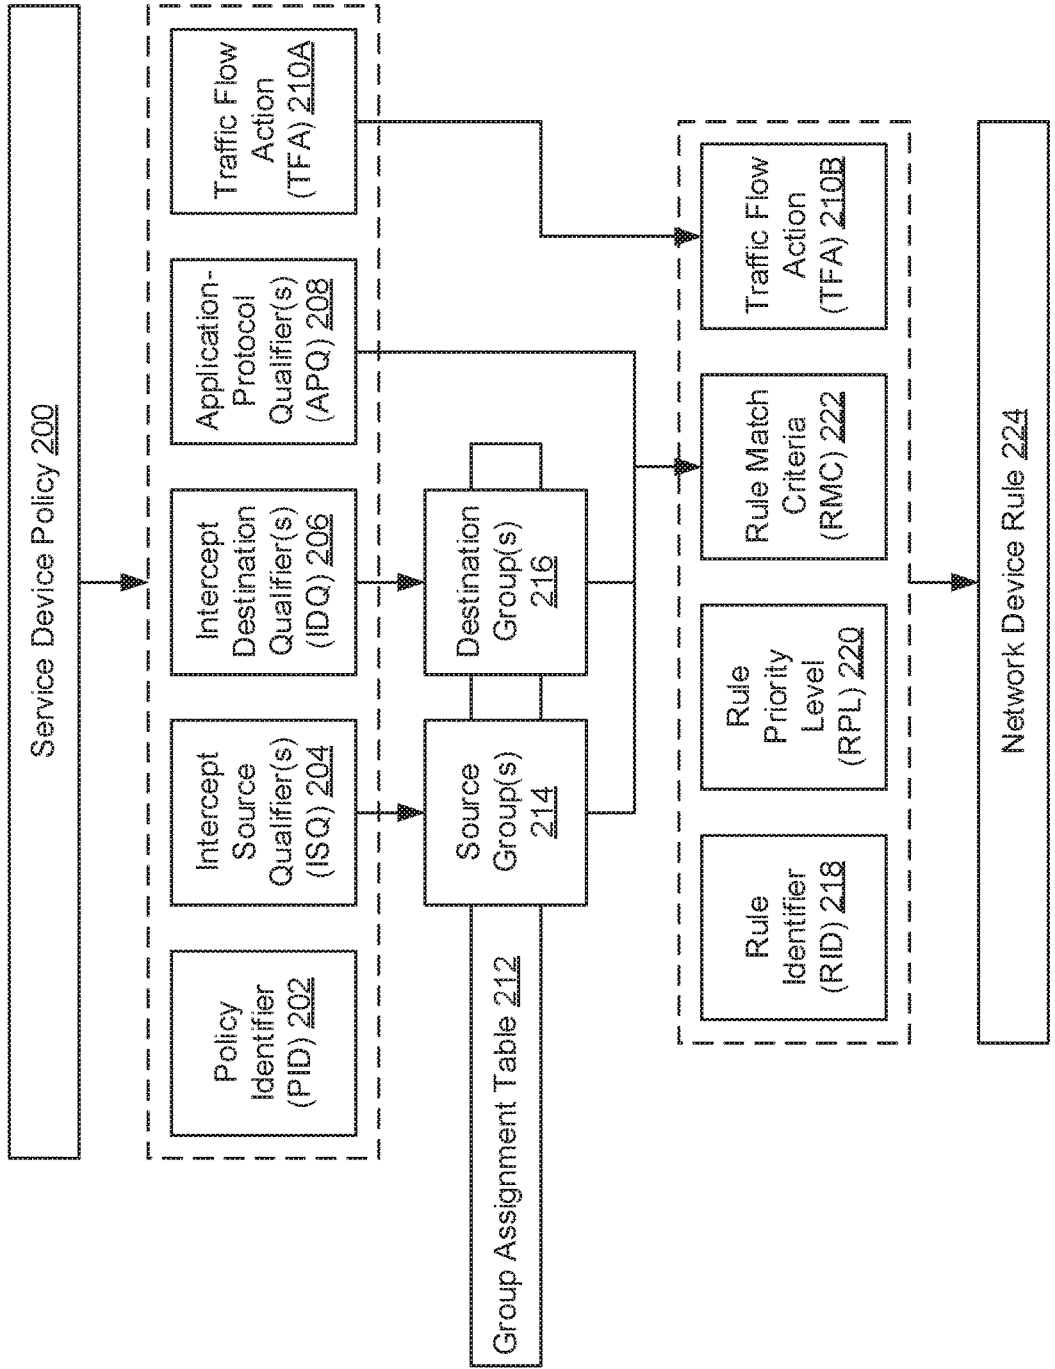 Service Device Policy 200
Policy
Identifier
(PID) 202
Intercept
Source
Qualifier(s)
(ISQ) 204
Intercept
Destination
Qualifier(s)
(IDQ) 206
Application-
Protocol
Qualifier(s)
(APQ) 208
Traffic Flow
Action
(TFA) 210A
Group Assignment Table 212
Source
Group(s)
214
Destination
Group(s)
216
Rule
Identifier
(RID) 218
Rule
Priority
Level
(RPL) 220
Rule Match
Criteria
(RMC) 222
Traffic Flow
Action
(TFA) 210B
Network Device Rule 224